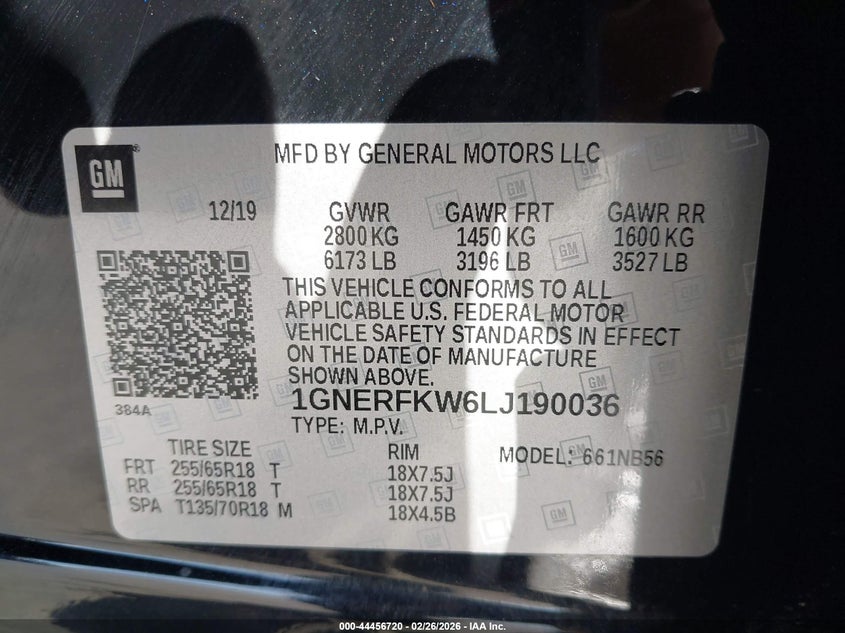 GM
MFD BY GENERAL MOTORS LLC
12/19 GVWR GAWR FRT GAWR RR
2800 KG 1450 KG 1600 KG
6173 LB 3196 LB 3527 LB
THIS VEHICLE CONFORMS TO ALL
APPLICABLE U.S. FEDERAL MOTOR
VEHICLE SAFETY STANDARDS IN EFFECT
ON THE DATE OF MANUFACTURE
SHOWN ABOVE.
384A
1GNERFKW6LJ190036
TYPE: M.P.V.
TIRE SIZE RIM MODEL: 661NB56
FRT 255/65R18 T 18X7.5J
RR 255/65R18 T 18X7.5J
SPA T135/70R18 M 18X4.5B
000-44456720 - 02/26/2026 - IAA Inc.